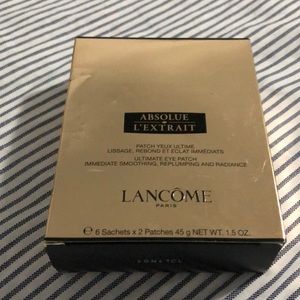 ABSOLUE
L'EXTRAIT
PATCH YEUX ULTIME
LISSAGE, REBOND ET ECLAT IMMÉDIATS
ULTIMATE EYE PATCH
IMMEDIATE SMOOTHING, REPLUMPING AND RADIANCE
LANCÔME
PARIS
℮ 6 Sachets x 2 Patches 45 g NET WT. 1.5 OZ.